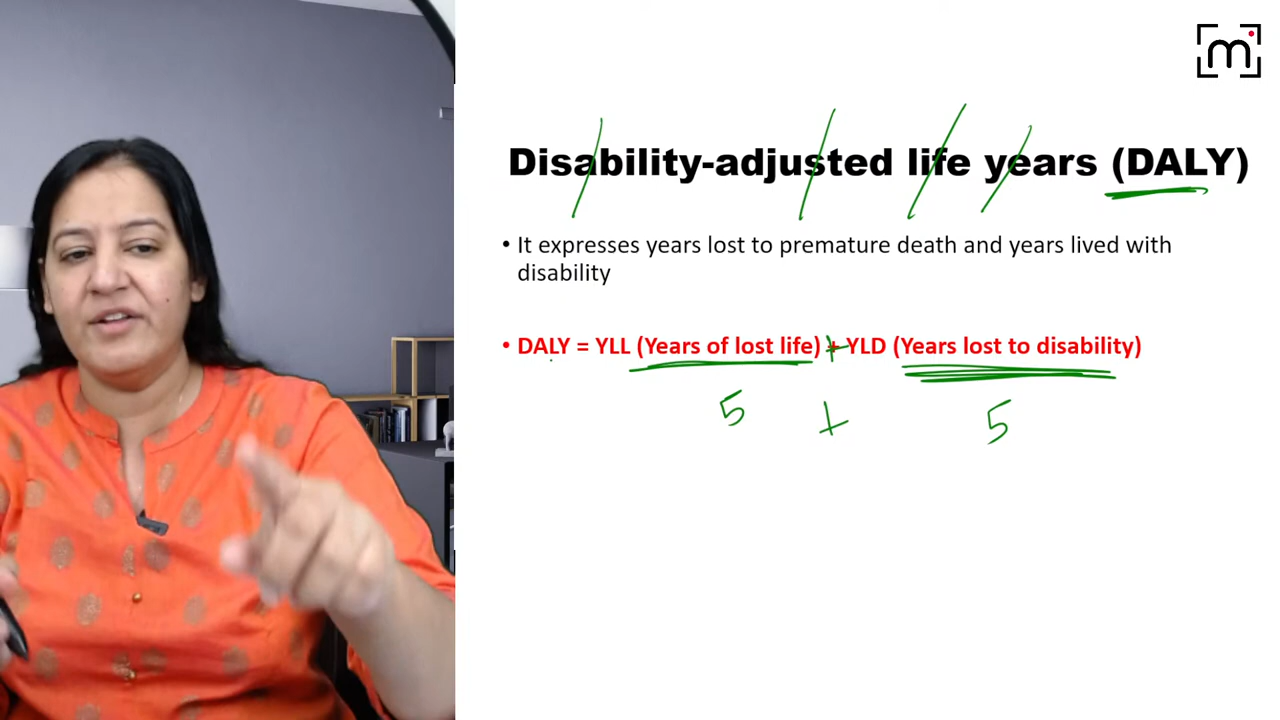 m
Disability-adjusted life years (DALY)
• It expresses years lost to premature death and years lived with
disability
• DALY = YLL (Years of lost life) + YLD (Years lost to disability)
5 + 5